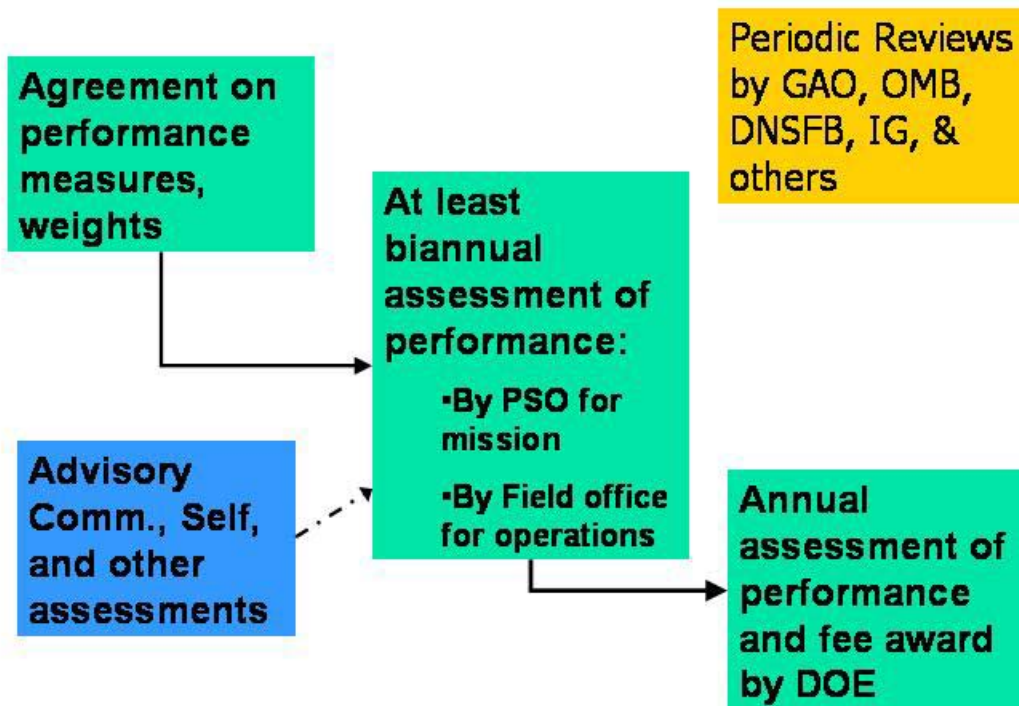 Agreement on
performance
measures,
weights
Periodic Reviews
by GAO, OMB,
DNSFB, IG, &
others
At least
biannual
assessment of
performance:
▪By PSO for
mission
▪By Field office
for operations
Advisory
Comm., Self,
and other
assessments
Annual
assessment of
performance
and fee award
by DOE